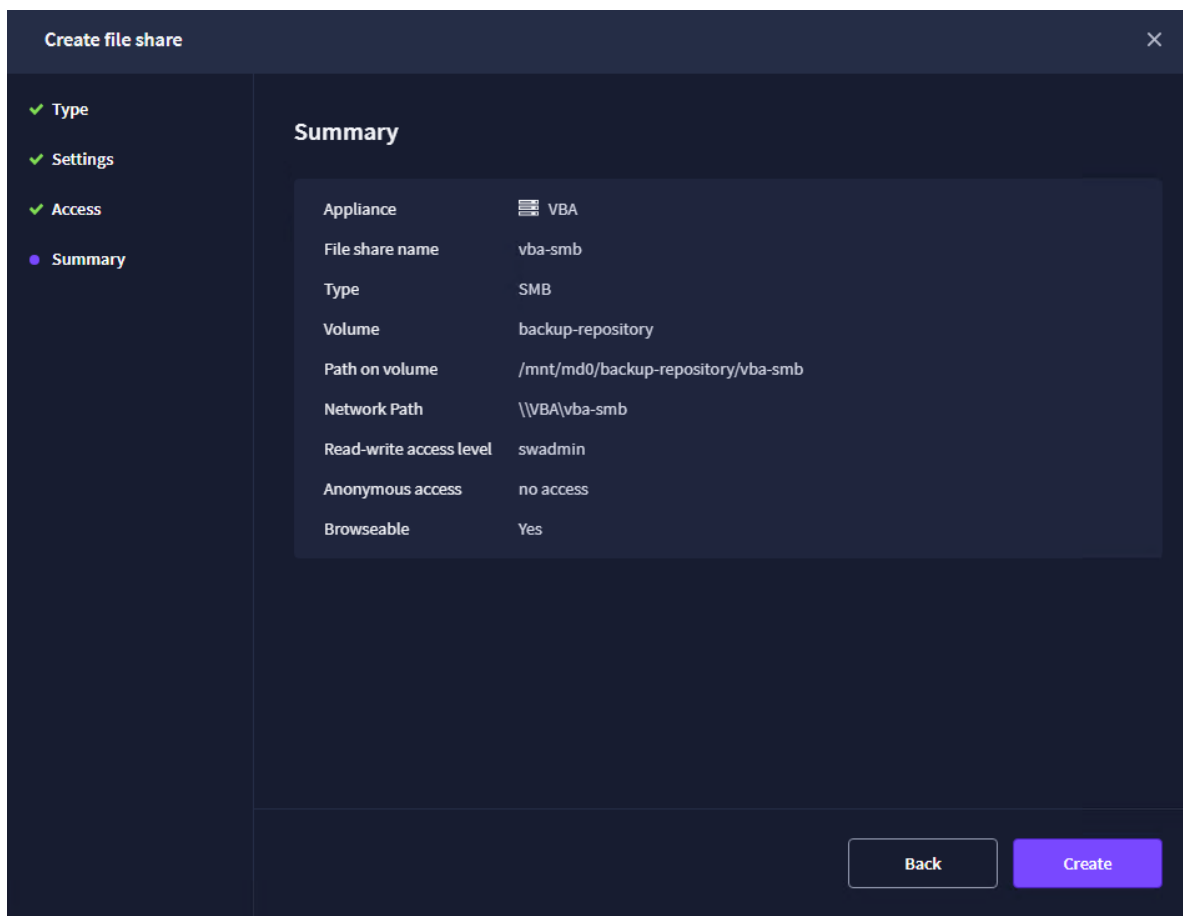 Create file share
Type
Settings
Access
Summary
Summary
Appliance VBA
File share name vba-smb
Type SMB
Volume backup-repository
Path on volume /mnt/md0/backup-repository/vba-smb
Network Path \\VBA\vba-smb
Read-write access level swadmin
Anonymous access no access
Browseable Yes
Back Create